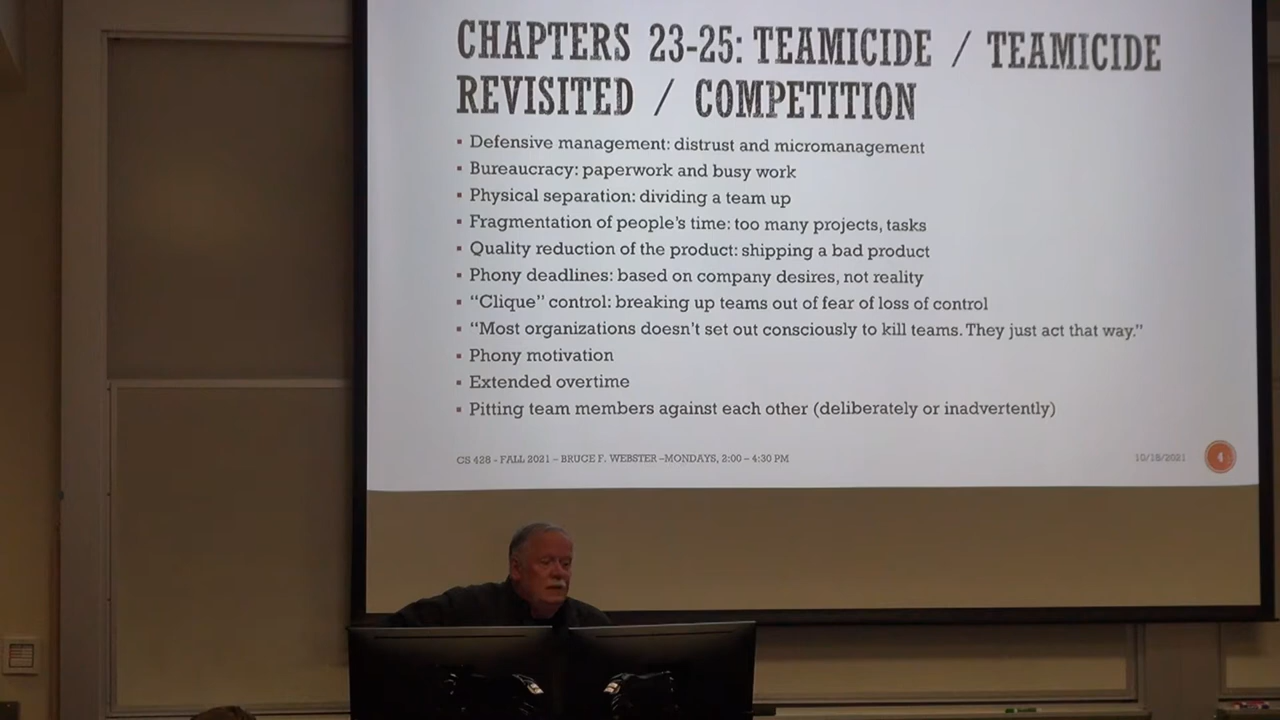 CHAPTERS 23-25: TEAMICIDE / TEAMICIDE
REVISITED / COMPETITION
▪ Defensive management: distrust and micromanagement
▪ Bureaucracy: paperwork and busy work
▪ Physical separation: dividing a team up
▪ Fragmentation of people's time: too many projects, tasks
▪ Quality reduction of the product: shipping a bad product
▪ Phony deadlines: based on company desires, not reality
▪ "Clique" control: breaking up teams out of fear of loss of control
▪ "Most organizations doesn't set out consciously to kill teams. They just act that way."
▪ Phony motivation
▪ Extended overtime
▪ Pitting team members against each other (deliberately or inadvertently)
CS 428 - FALL 2021 – BRUCE F. WEBSTER –MONDAYS, 2:00 – 4:30 PM
10/18/2021
4